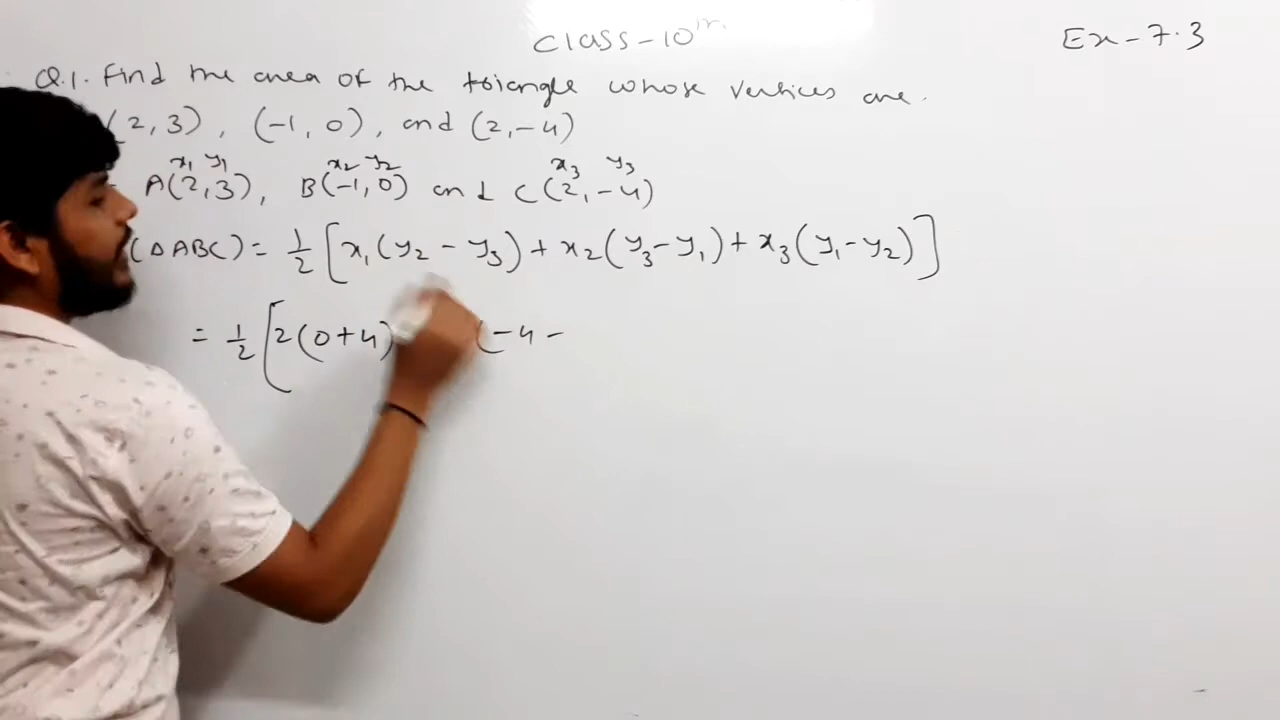 Class-10th Ex-7.3
Q.1. Find the area of the triangle whose vertices are.
(2,3), (-1,0), and (2,-4)
x₁ y₁ x₂ y₂ x₃ y₃
A(2,3), B(-1,0) and C(2,-4)
(ΔABC) = 1/2 [x₁(y₂-y₃)+x₂(y₃-y₁)+x₃(y₁-y₂)]
= 1/2 [2(0+4) (-4-